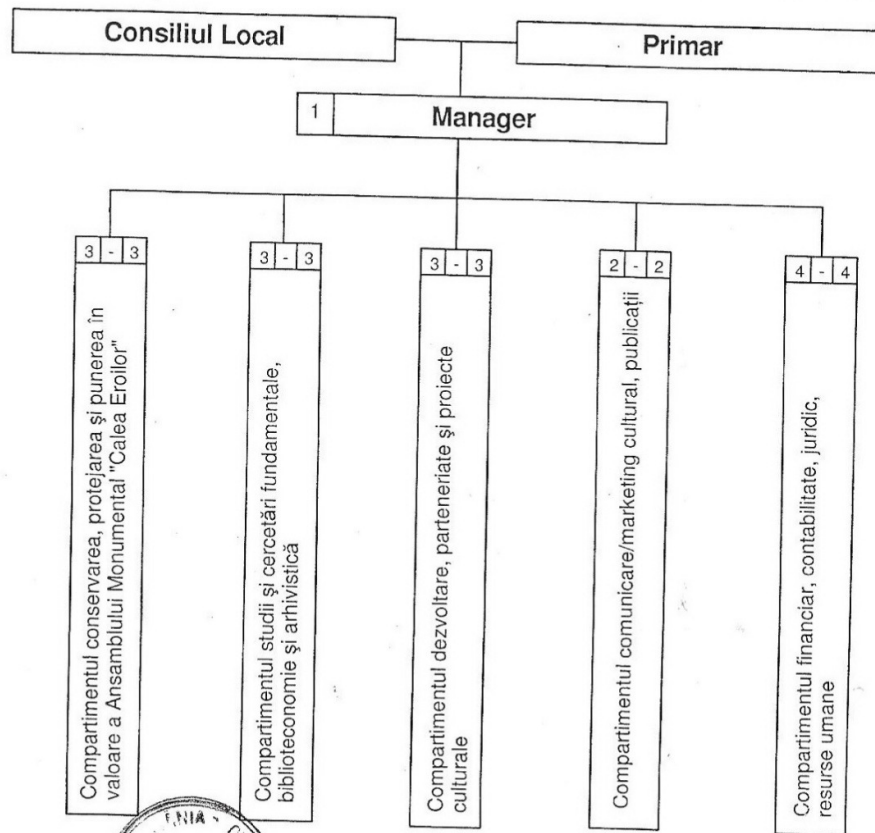 Consiliul Local
Primar
1
Manager
3 - 3
Compartimentul conservarea, protejarea şi punerea în
valoare a Ansamblului Monumental "Calea Eroilor"
3 - 3
Compartimentul studii şi cercetări fundamentale,
biblioteconomie şi arhivistică
3 - 3
Compartimentul dezvoltare, parteneriate şi proiecte
culturale
2 - 2
Compartimentul comunicare/marketing cultural, publicaţii
4 - 4
Compartimentul financiar, contabilitate, juridic,
resurse umane